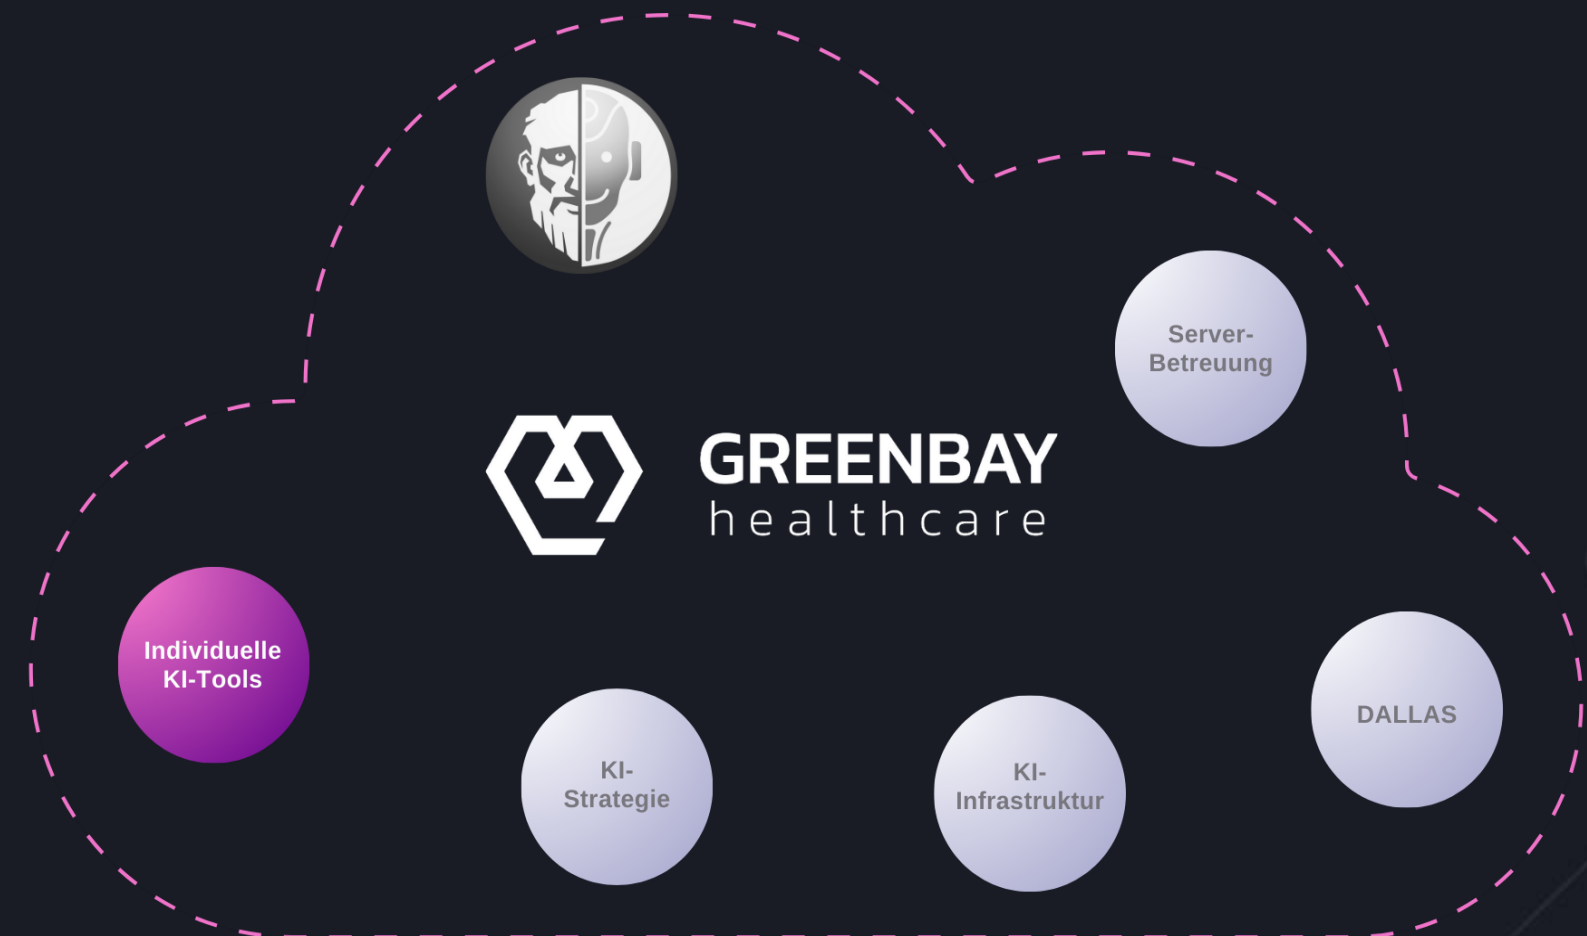 Server-
Betreuung
GREENBAY
healthcare
Individuelle
KI-Tools
KI-
Strategie
KI-
Infrastruktur
DALLAS